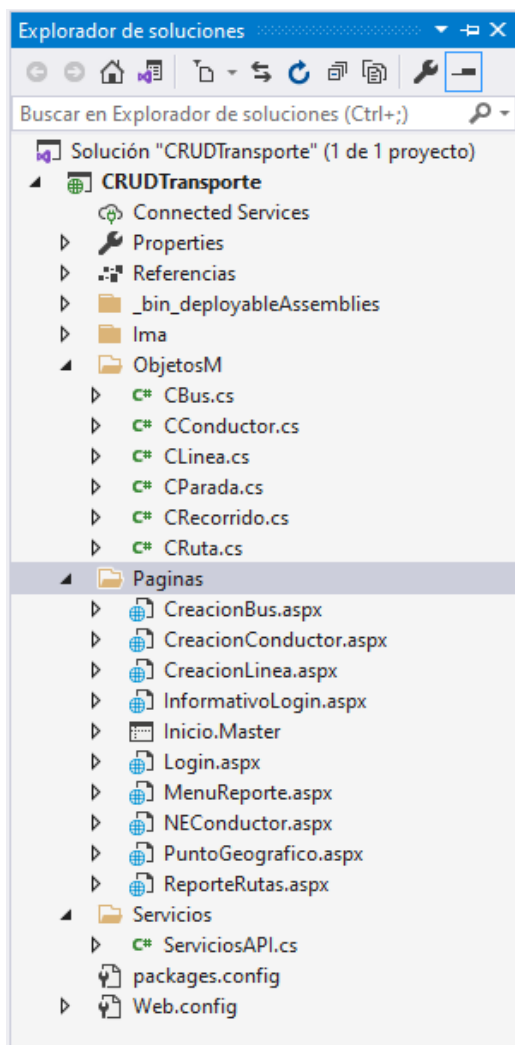 Explorador de soluciones
Buscar en Explorador de soluciones (Ctrl+;)
Solución "CRUDTransporte" (1 de 1 proyecto)
CRUDTransporte
Connected Services
Properties
Referencias
_bin_deployableAssemblies
Ima
ObjetosM
C# CBus.cs
C# CConductor.cs
C# CLinea.cs
C# CParada.cs
C# CRecorrido.cs
C# CRuta.cs
Paginas
CreacionBus.aspx
CreacionConductor.aspx
CreacionLinea.aspx
InformativoLogin.aspx
Inicio.Master
Login.aspx
MenuReporte.aspx
NEConductor.aspx
PuntoGeografico.aspx
ReporteRutas.aspx
Servicios
C# ServiciosAPI.cs
packages.config
Web.config